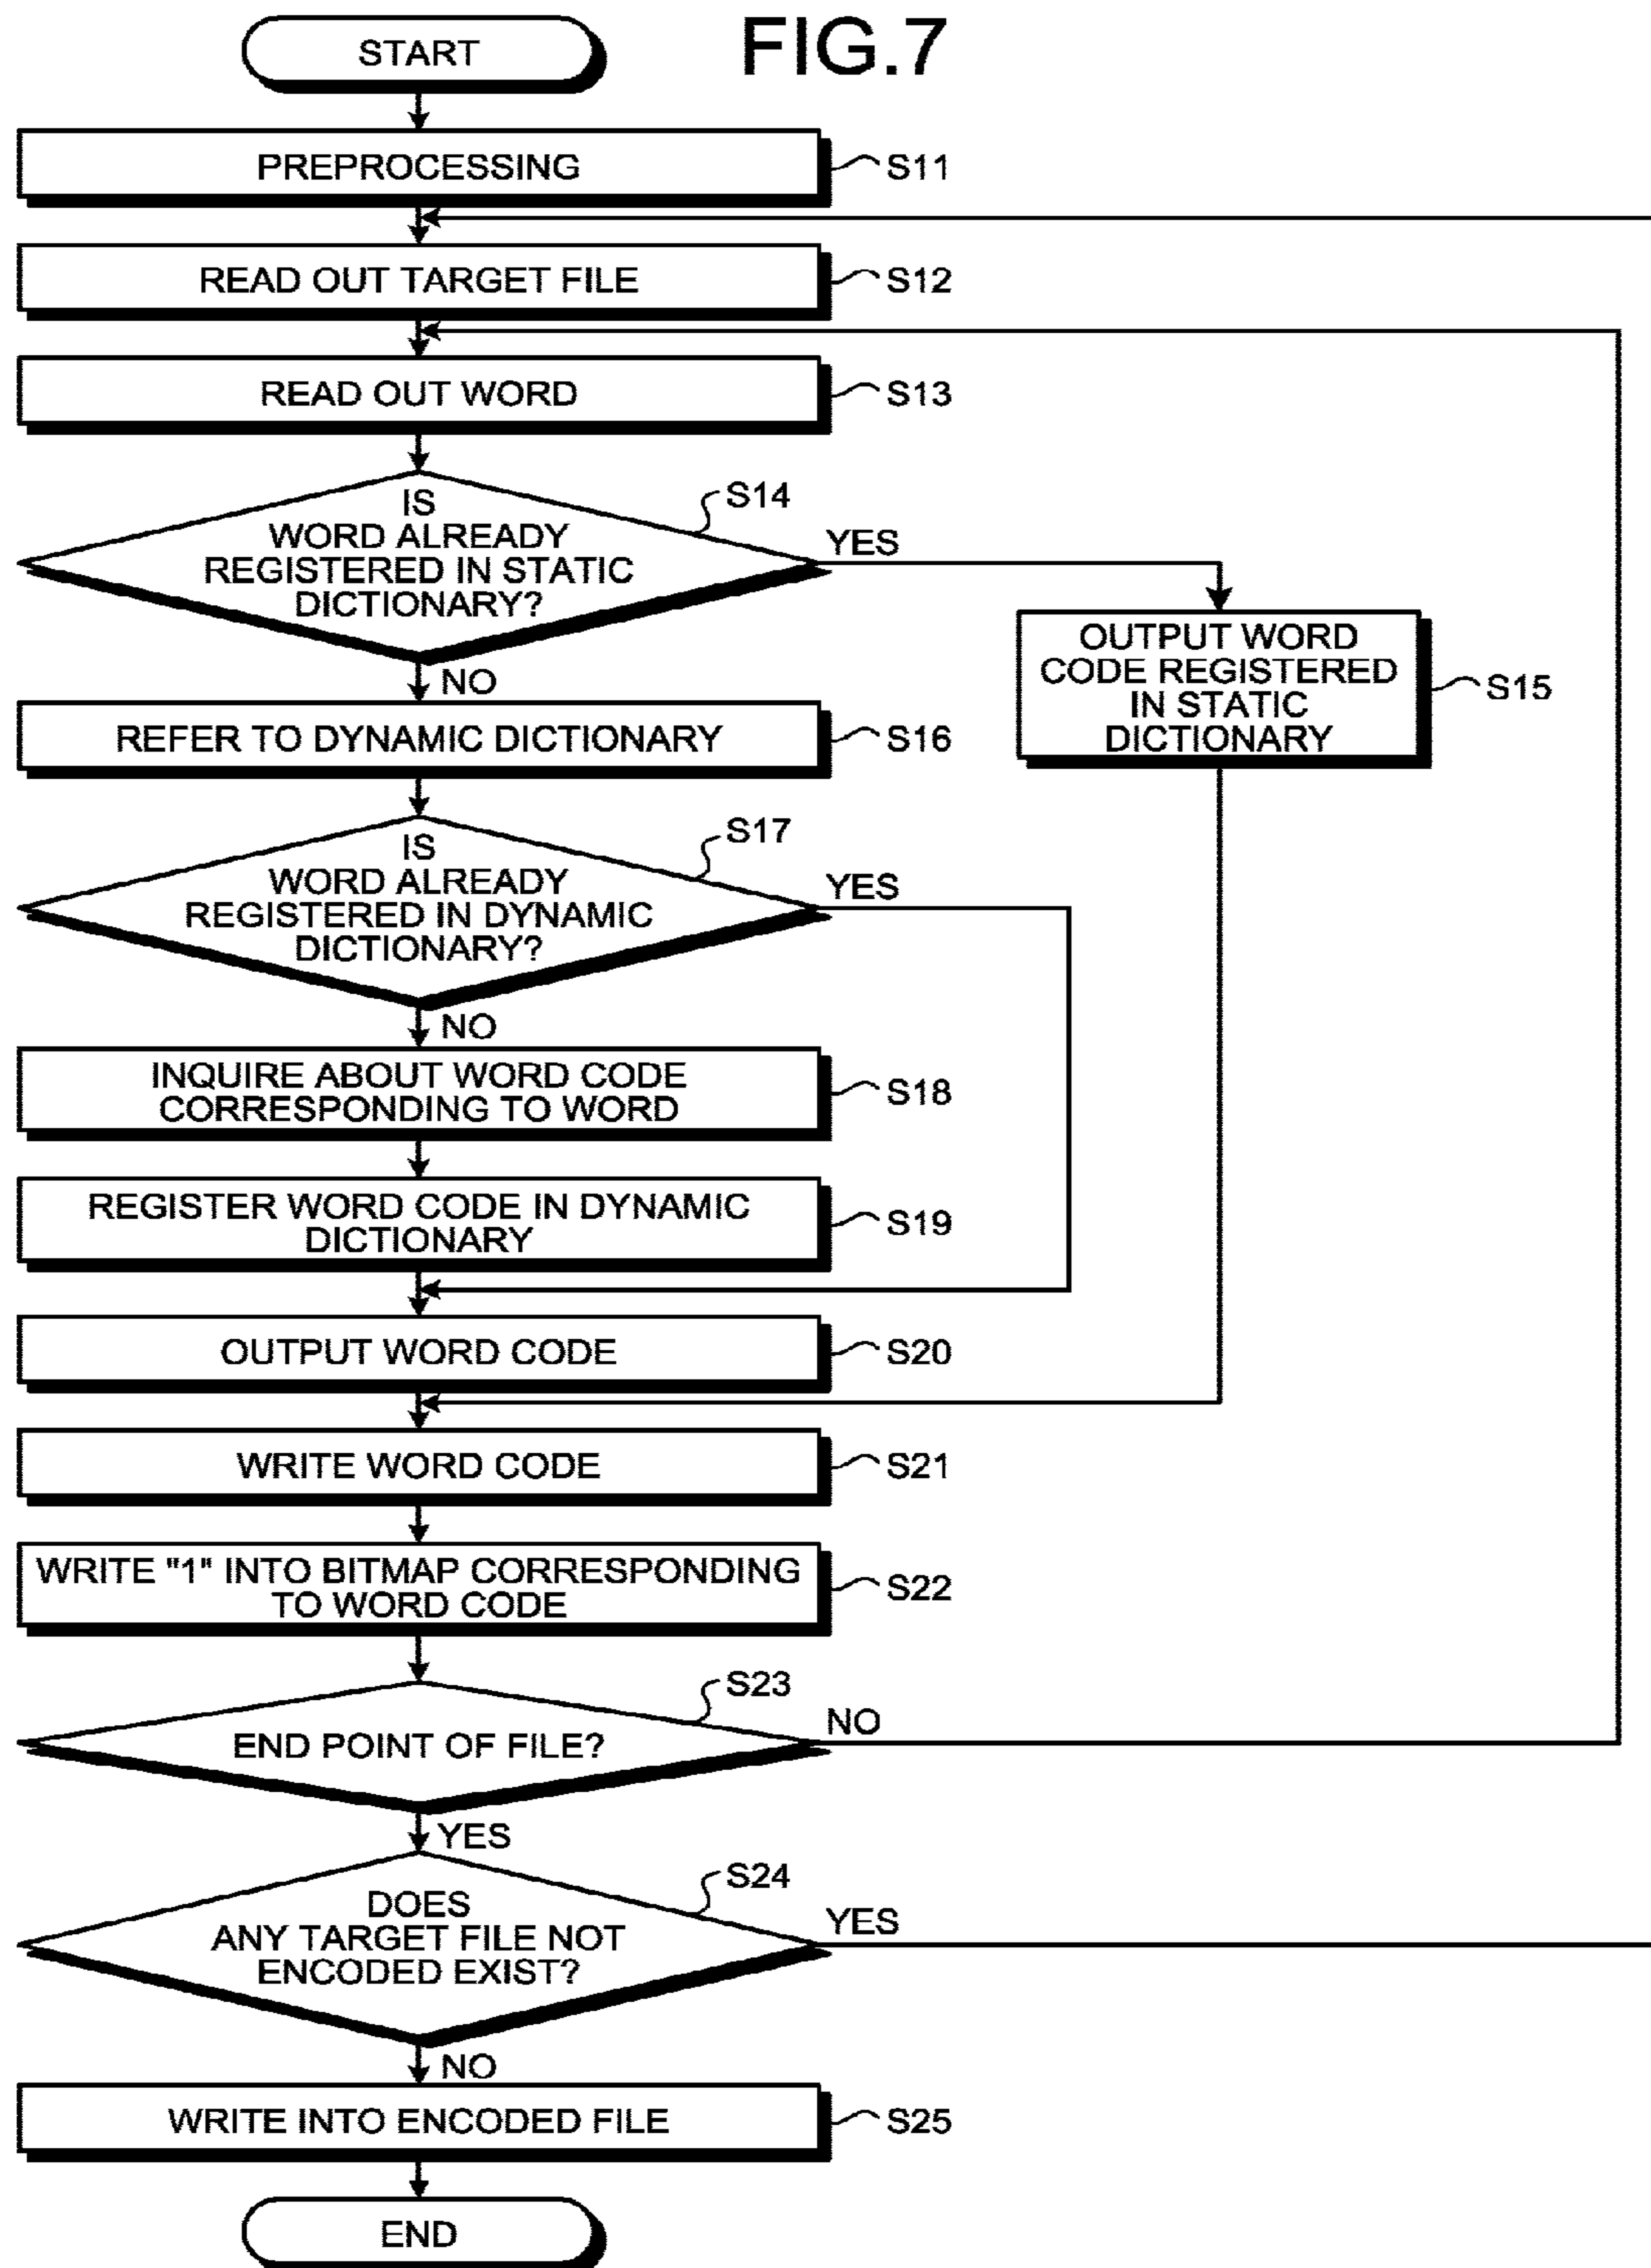 FIG.7
START
PREPROCESSING
S11
READ OUT TARGET FILE
S12
READ OUT WORD
S13
IS
WORD ALREADY
REGISTERED IN STATIC
DICTIONARY?
S14
YES
NO
OUTPUT WORD
CODE REGISTERED
IN STATIC
DICTIONARY
S15
REFER TO DYNAMIC DICTIONARY
S16
IS
WORD ALREADY
REGISTERED IN DYNAMIC
DICTIONARY?
S17
YES
NO
INQUIRE ABOUT WORD CODE
CORRESPONDING TO WORD
S18
REGISTER WORD CODE IN DYNAMIC
DICTIONARY
S19
OUTPUT WORD CODE
S20
WRITE WORD CODE
S21
WRITE "1" INTO BITMAP CORRESPONDING
TO WORD CODE
S22
END POINT OF FILE?
S23
NO
YES
DOES
ANY TARGET FILE NOT
ENCODED EXIST?
S24
YES
NO
WRITE INTO ENCODED FILE
S25
END